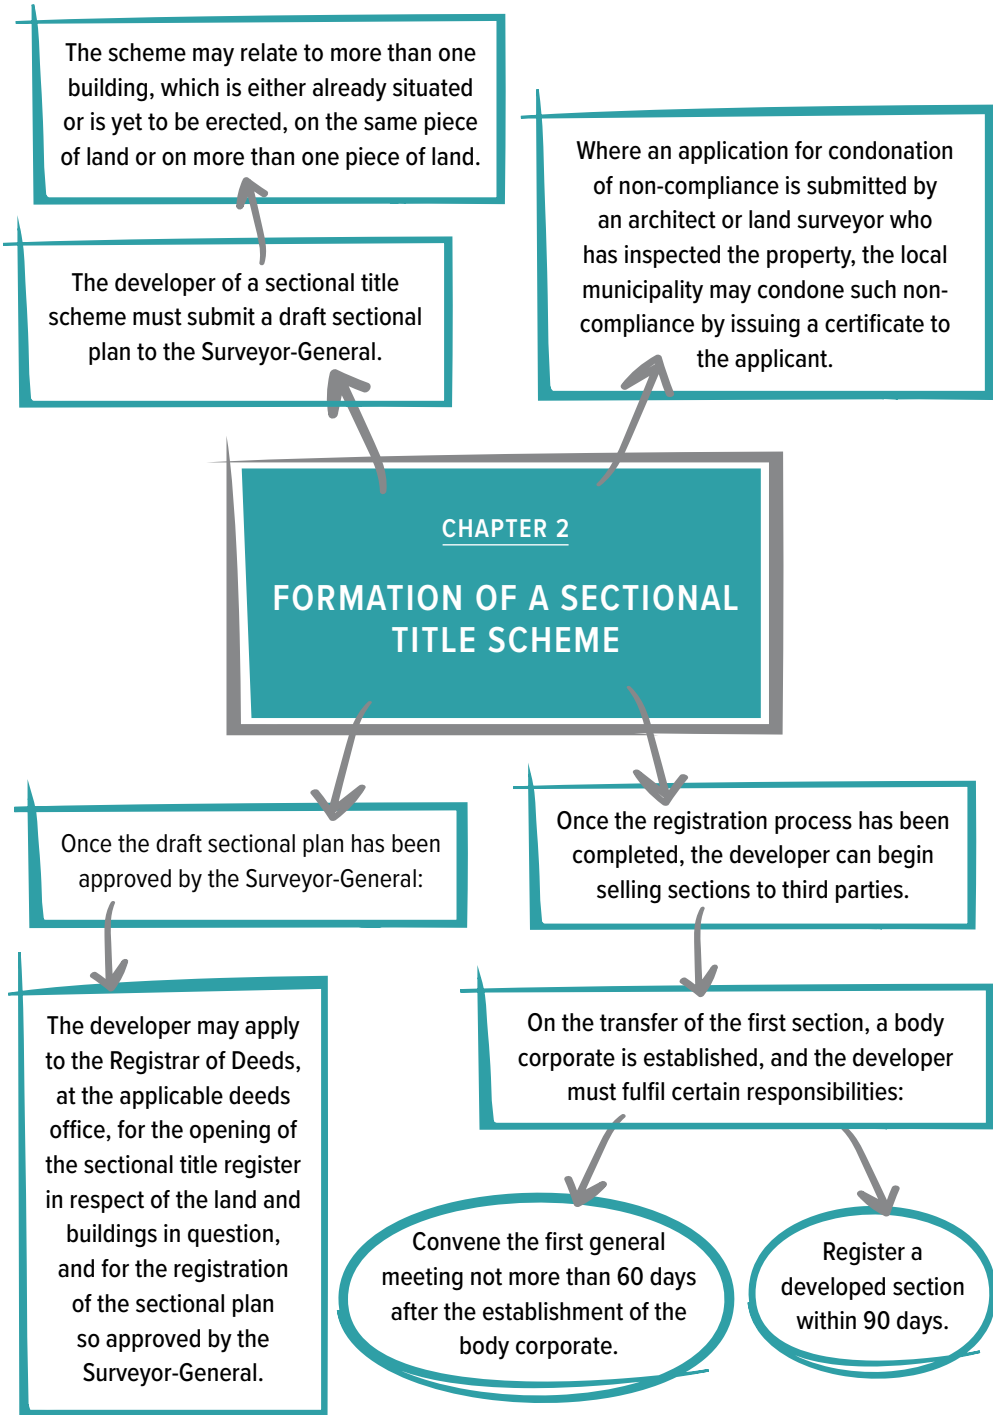 The scheme may relate to more than one
building, which is either already situated
or is yet to be erected, on the same piece
of land or on more than one piece of land.
Where an application for condonation
of non-compliance is submitted by
an architect or land surveyor who
has inspected the property, the local
municipality may condone such non-
compliance by issuing a certificate to
the applicant.
The developer of a sectional title
scheme must submit a draft sectional
plan to the Surveyor-General.
CHAPTER 2
FORMATION OF A SECTIONAL
TITLE SCHEME
Once the draft sectional plan has been
approved by the Surveyor-General:
Once the registration process has been
completed, the developer can begin
selling sections to third parties.
The developer may apply
to the Registrar of Deeds,
at the applicable deeds
office, for the opening of
the sectional title register
in respect of the land and
buildings in question,
and for the registration
of the sectional plan
so approved by the
Surveyor-General.
On the transfer of the first section, a body
corporate is established, and the developer
must fulfil certain responsibilities:
Convene the first general
meeting not more than 60 days
after the establishment of the
body corporate.
Register a
developed section
within 90 days.